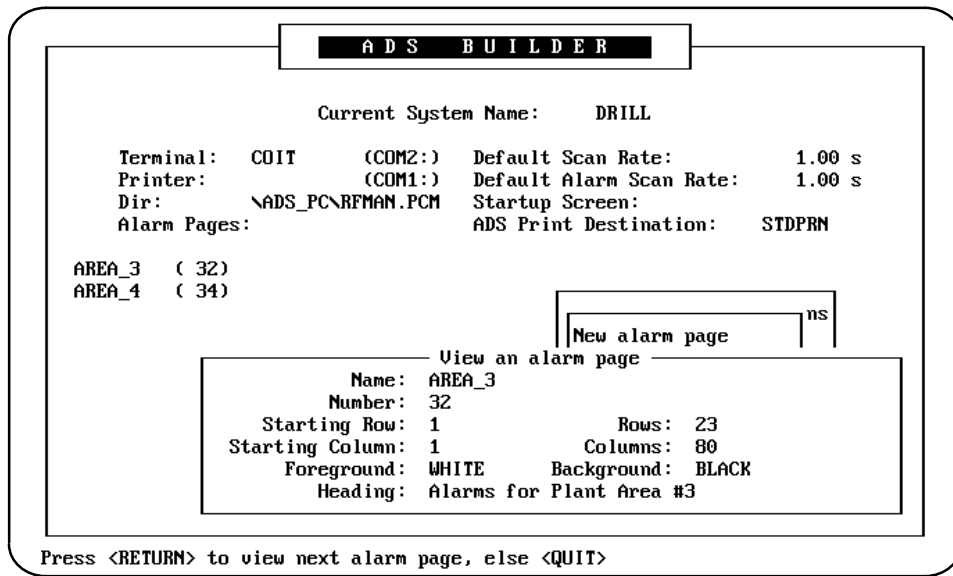 ADS BUILDER
Current System Name: DRILL
Terminal: COIT (COM2:) Default Scan Rate: 1.00 s
Printer: (COM1:) Default Alarm Scan Rate: 1.00 s
Dir: \ADS_PC\RFMAN.PCM Startup Screen:
Alarm Pages: ADS Print Destination: STDPRN
AREA_3 ( 32)
AREA_4 ( 34)
ns
New alarm page
View an alarm page
Name: AREA_3
Number: 32
Starting Row: 1 Rows: 23
Starting Column: 1 Columns: 80
Foreground: WHITE Background: BLACK
Heading: Alarms for Plant Area #3
Press <RETURN> to view next alarm page, else <QUIT>